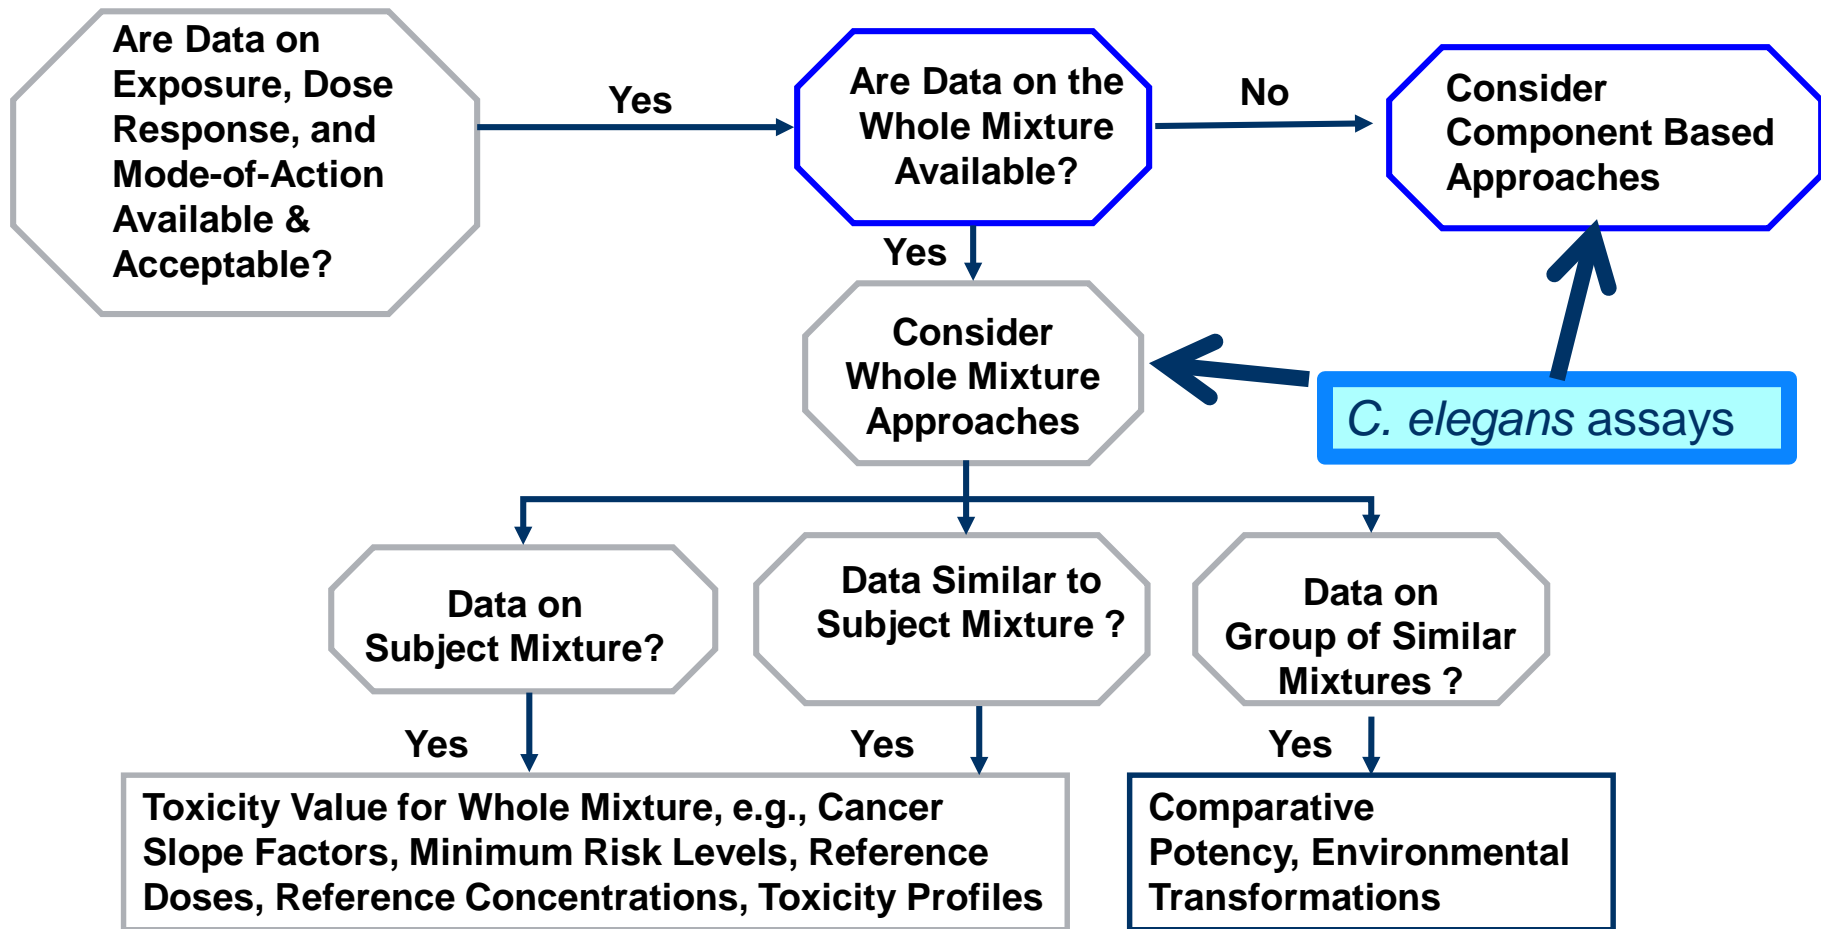 Are Data on
Exposure, Dose
Response, and
Mode-of-Action
Available &
Acceptable?
Yes
Are Data on the
Whole Mixture
Available?
No
Consider
Component Based
Approaches
Yes
Consider
Whole Mixture
Approaches
C. elegans assays
Data on
Subject Mixture?
Data Similar to
Subject Mixture ?
Data on
Group of Similar
Mixtures ?
Yes
Yes
Yes
Toxicity Value for Whole Mixture, e.g., Cancer
Slope Factors, Minimum Risk Levels, Reference
Doses, Reference Concentrations, Toxicity Profiles
Comparative
Potency, Environmental
Transformations